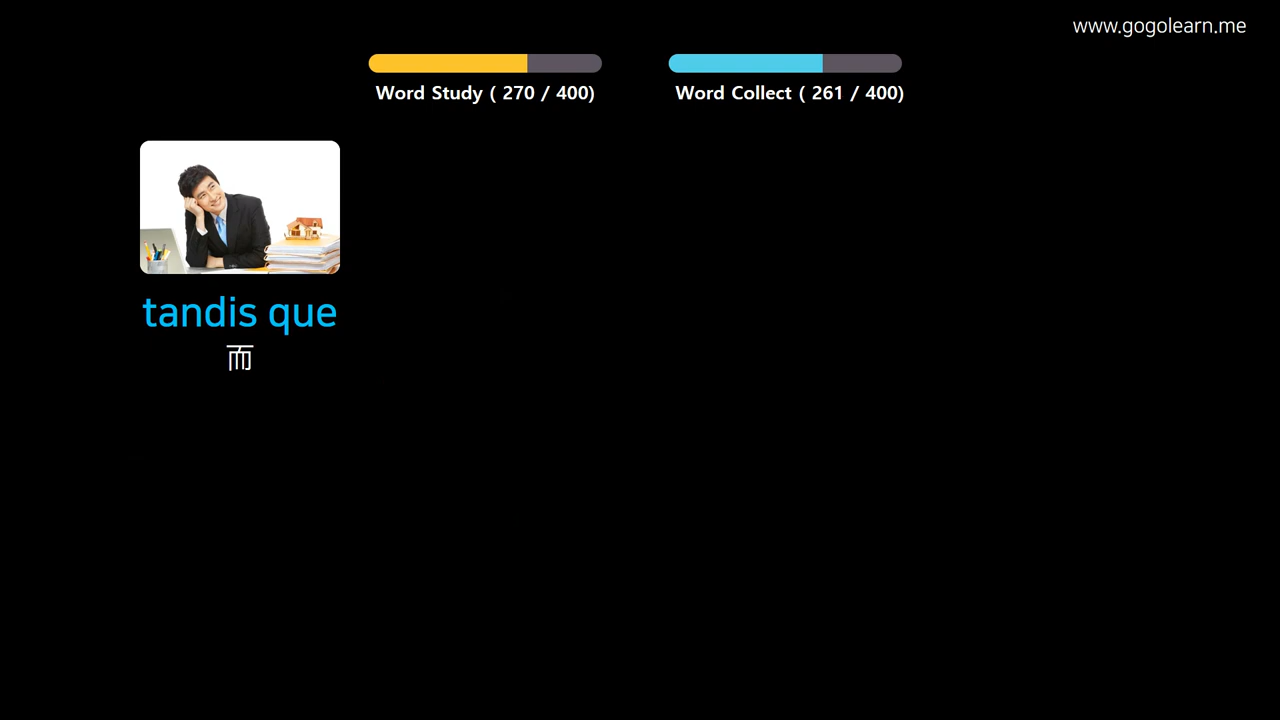 www.gogolearn.me
Word Study ( 270 / 400)
Word Collect ( 261 / 400)
tandis que
而